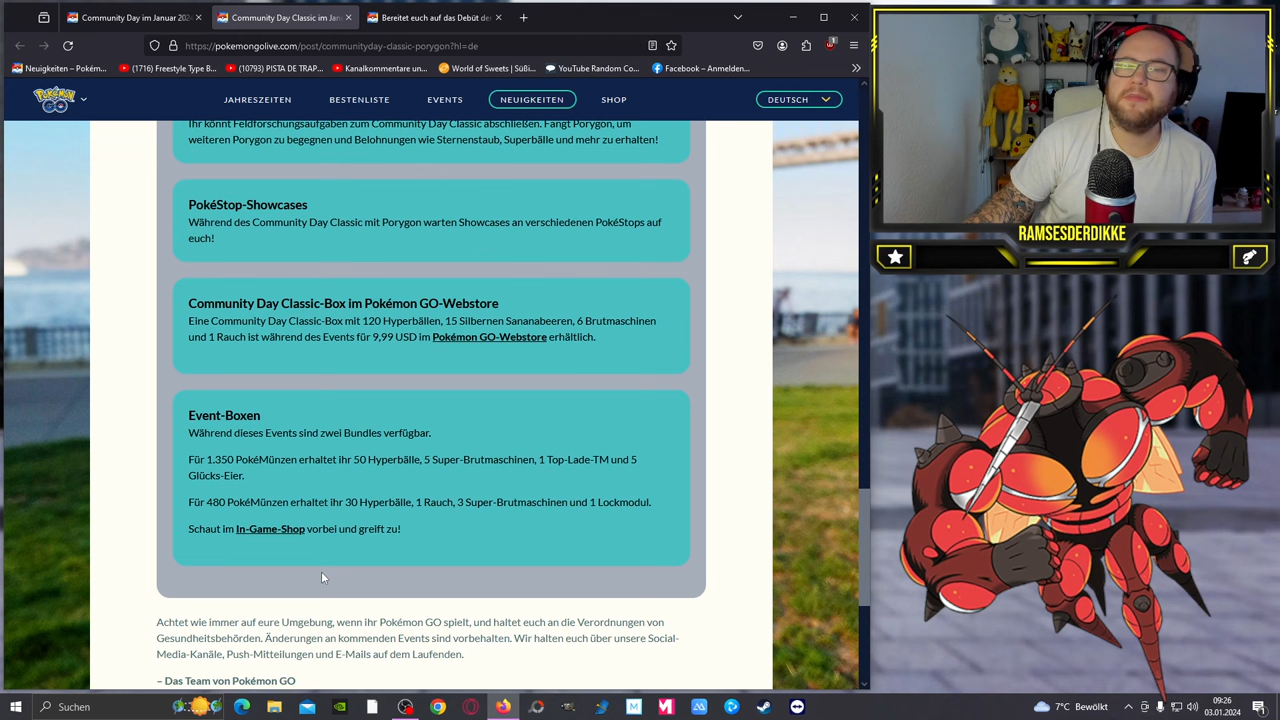 Community Day im Januar 202
Community Day Classic im Jan
Bereitet euch auf das Debüt de
https://pokemongolive.com/post/communityday-classic-porygon?hl=de
1
Neuigkeiten – Pokém...
(1716) Freestyle Type B...
(10793) PISTA DE TRAP...
Kanalkommentare un...
World of Sweets | Süßi...
YouTube Random Co...
Facebook – Anmelden...
Pokémon GO
JAHRESZEITEN
BESTENLISTE
EVENTS
NEUIGKEITEN
SHOP
DEUTSCH
Ihr könnt Feldforschungsaufgaben zum Community Day Classic abschließen. Fangt Porygon, um
weiteren Porygon zu begegnen und Belohnungen wie Sternenstaub, Superbälle und mehr zu erhalten!
PokéStop-Showcases
Während des Community Day Classic mit Porygon warten Showcases an verschiedenen PokéStops auf
euch!
Community Day Classic-Box im Pokémon GO-Webstore
Eine Community Day Classic-Box mit 120 Hyperbällen, 15 Silbernen Sananabeeren, 6 Brutmaschinen
und 1 Rauch ist während des Events für 9,99 USD im Pokémon GO-Webstore erhältlich.
Event-Boxen
Während dieses Events sind zwei Bundles verfügbar.
Für 1.350 PokéMünzen erhaltet ihr 50 Hyperbälle, 5 Super-Brutmaschinen, 1 Top-Lade-TM und 5
Glücks-Eier.
Für 480 PokéMünzen erhaltet ihr 30 Hyperbälle, 1 Rauch, 3 Super-Brutmaschinen und 1 Lockmodul.
Schaut im In-Game-Shop vorbei und greift zu!
Achtet wie immer auf eure Umgebung, wenn ihr Pokémon GO spielt, und haltet euch an die Verordnungen von
Gesundheitsbehörden. Änderungen an kommenden Events sind vorbehalten. Wir halten euch über unsere Social-
Media-Kanäle, Push-Mitteilungen und E-Mails auf dem Laufenden.
– Das Team von Pokémon GO
RAMSESDERDIKKE
Suchen
7°C Bewölkt
09:26
03.01.2024